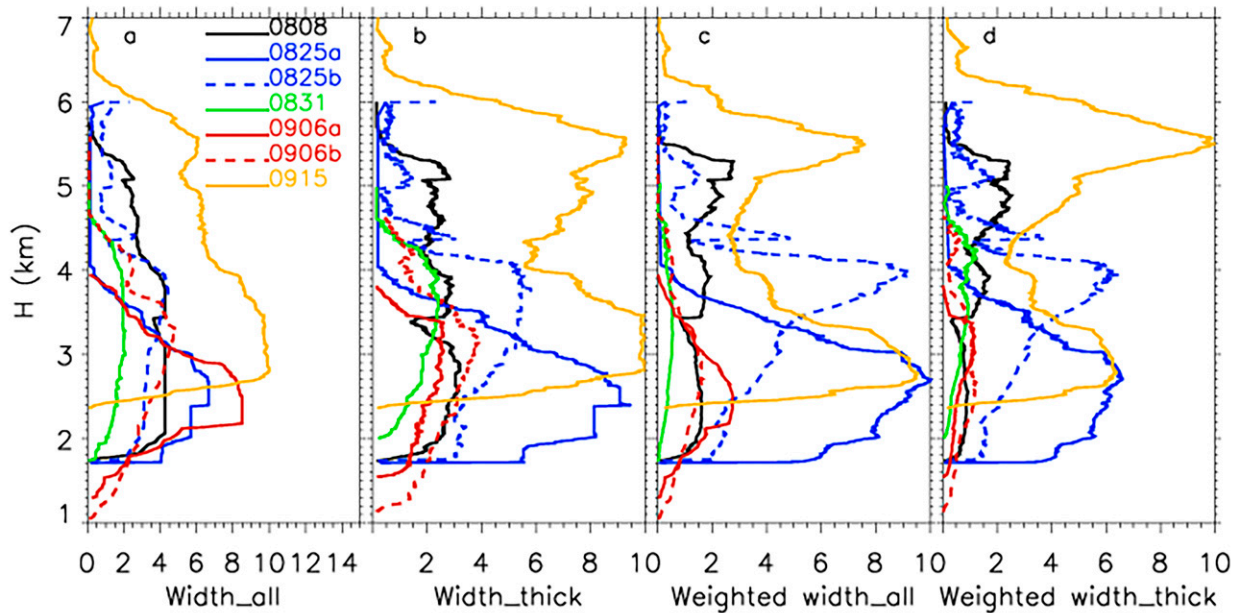 a b c d
0808
0825a
0825b
0831
0906a
0906b
0915
H (km)
7
6
5
4
3
2
1
0 2 4 6 8 10 12 14
2 4 6 8 10
2 4 6 8 10
2 4 6 8 10
Width_all Width_thick Weighted width_all Weighted width_thick